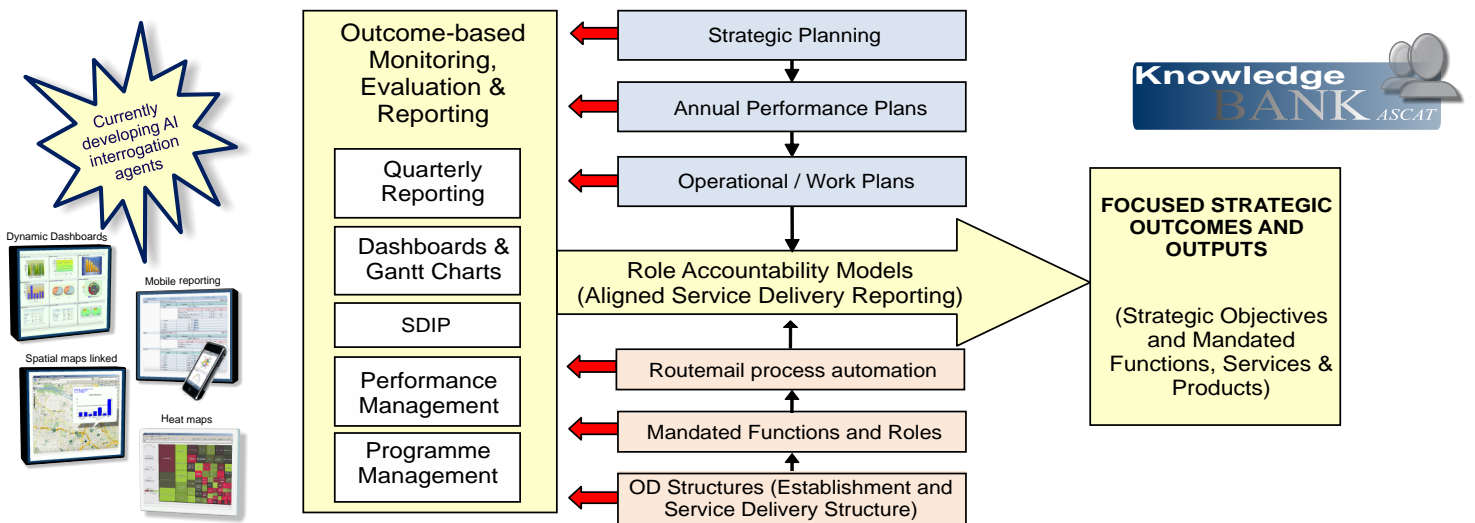 Currently
developing AI
interrogation
agents
Dynamic Dashboards
Mobile reporting
Spatial maps linked
Heat maps
Outcome-based
Monitoring,
Evaluation &
Reporting
Quarterly
Reporting
Dashboards &
Gantt Charts
SDIP
Performance
Management
Programme
Management
Strategic Planning
Annual Performance Plans
Operational / Work Plans
Role Accountability Models
(Aligned Service Delivery Reporting)
Routemail process automation
Mandated Functions and Roles
OD Structures (Establishment and
Service Delivery Structure)
Knowledge
BANK ASCAT
FOCUSED STRATEGIC
OUTCOMES AND
OUTPUTS
(Strategic Objectives
and Mandated
Functions, Services &
Products)